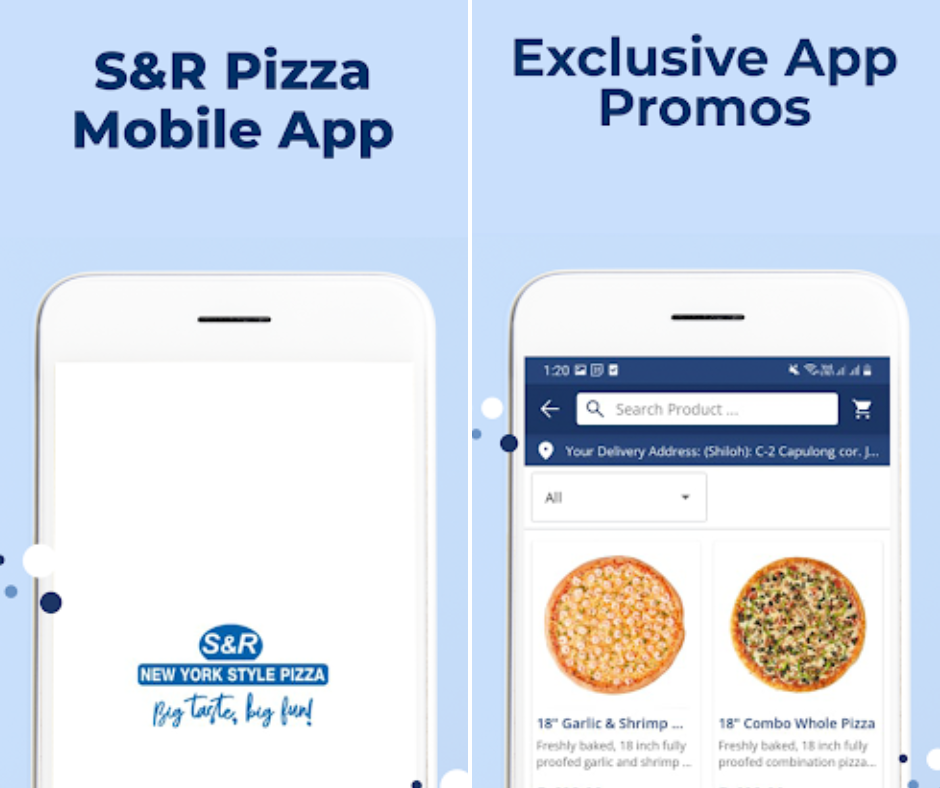 S&R Pizza
Mobile App
S&R
NEW YORK STYLE PIZZA
Big taste, big fun!
Exclusive App
Promos
1:20
Search Product ...
Your Delivery Address: (Shiloh): C-2 Capulong cor. J...
All
18" Garlic & Shrimp ...
Freshly baked, 18 inch fully
proofed garlic and shrimp ...
18" Combo Whole Pizza
Freshly baked, 18 inch fully
proofed combination pizza...